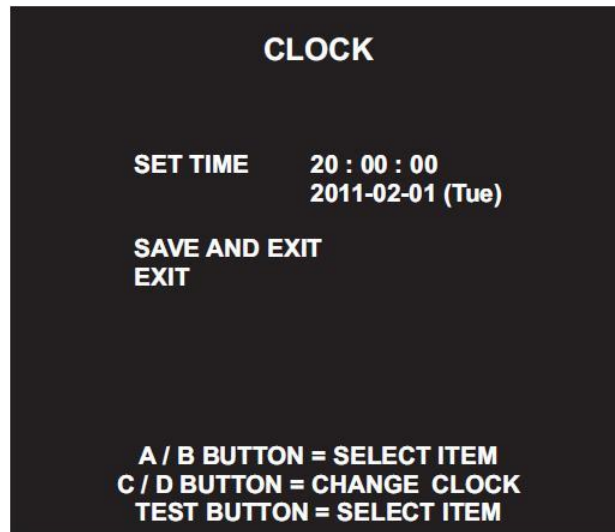 CLOCK
SET TIME 20 : 00 : 00
2011-02-01 (Tue)
SAVE AND EXIT
EXIT
A / B BUTTON = SELECT ITEM
C / D BUTTON = CHANGE CLOCK
TEST BUTTON = SELECT ITEM